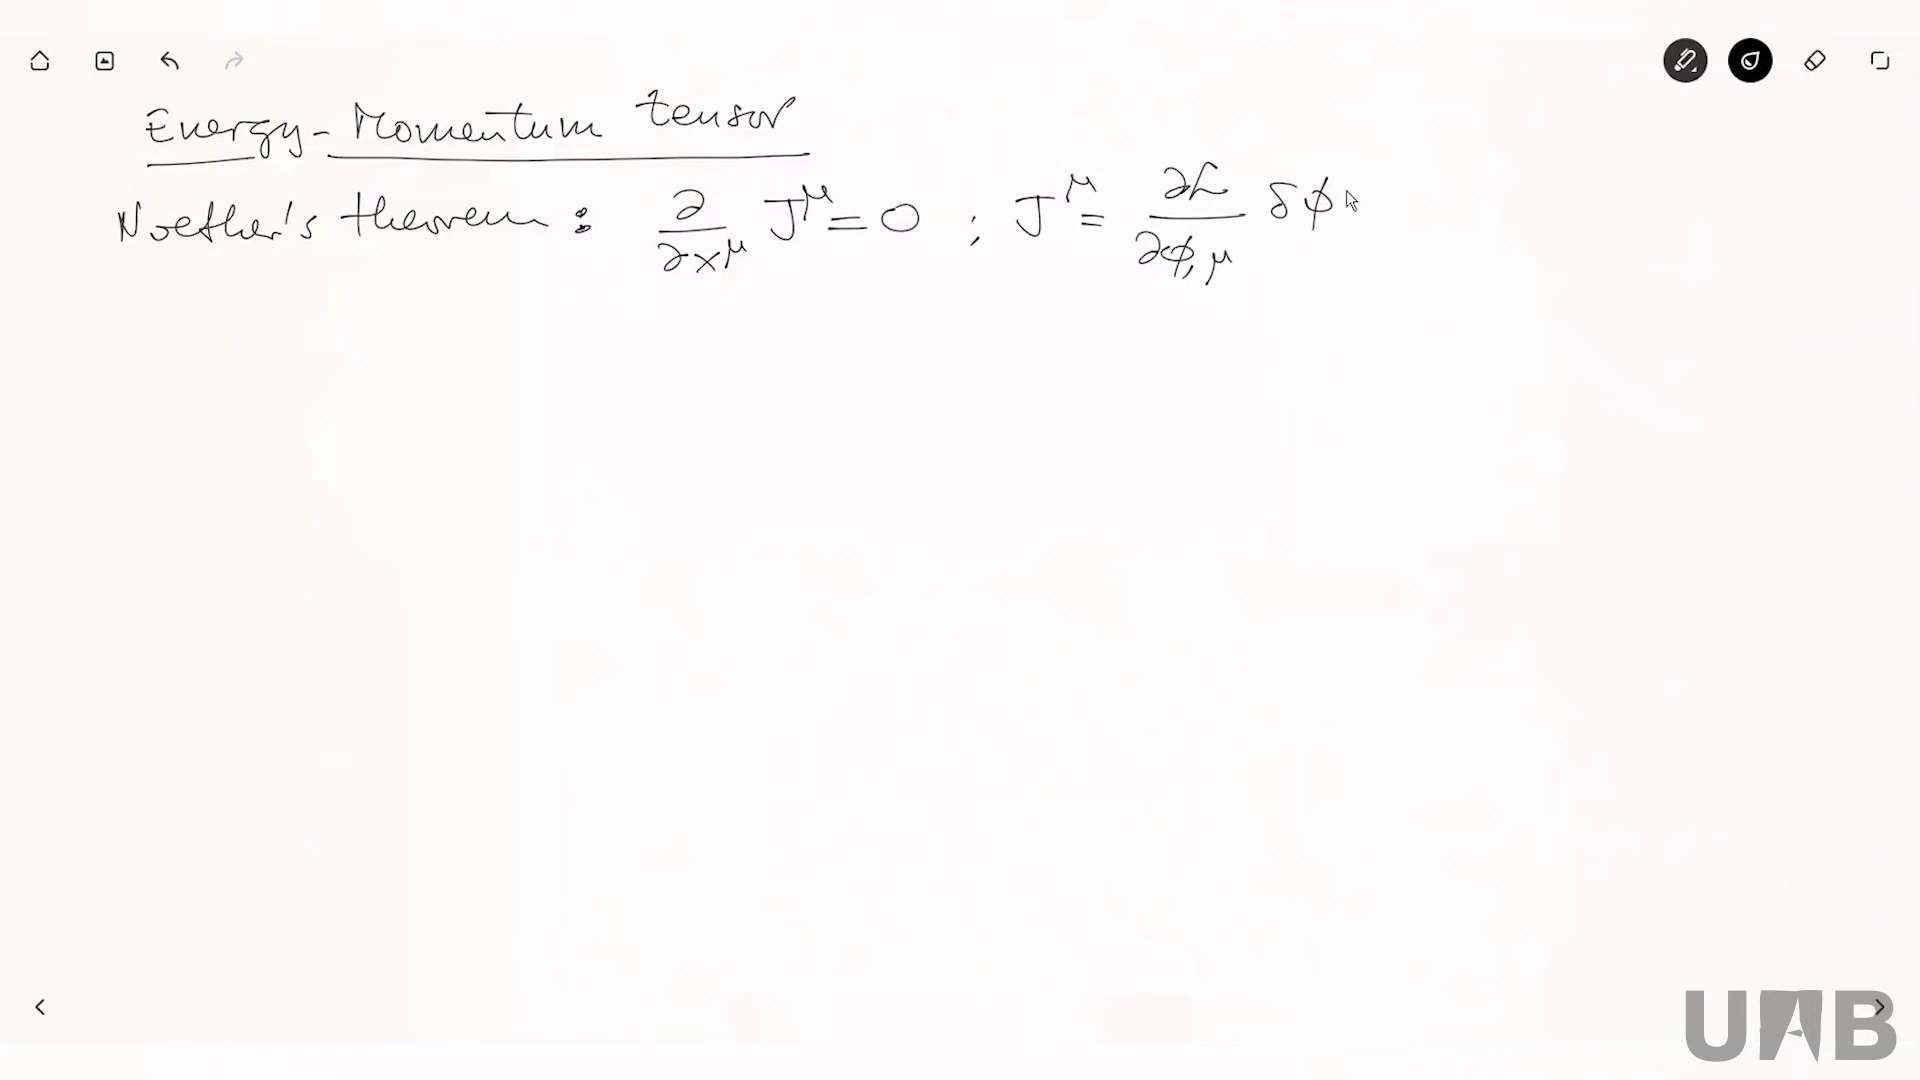 Energy-Momentum tensor
Noether's theorem : ∂/∂x^μ J^μ = 0 ; J^μ = ∂ℒ/∂ϕ,μ δϕ
UAB